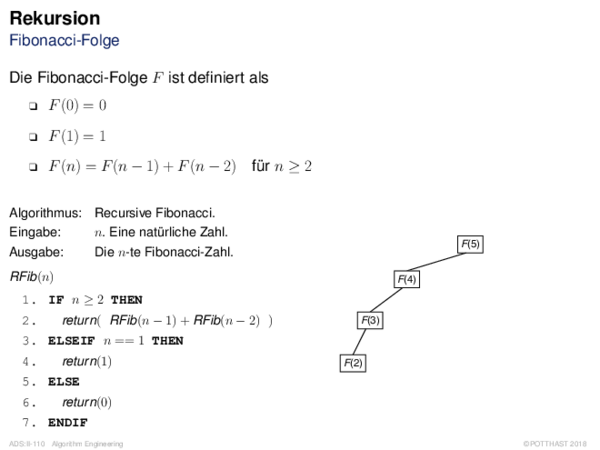 Rekursion
Fibonacci-Folge
Die Fibonacci-Folge F ist definiert als
❑ F(0) = 0
❑ F(1) = 1
❑ F(n) = F(n − 1) + F(n − 2) für n ≥ 2
Algorithmus: Recursive Fibonacci.
Eingabe: n. Eine natürliche Zahl.
Ausgabe: Die n-te Fibonacci-Zahl.
RFib(n)
1. IF n ≥ 2 THEN
2. return( RFib(n − 1) + RFib(n − 2) )
3. ELSEIF n == 1 THEN
4. return(1)
5. ELSE
6. return(0)
7. ENDIF
F(5)
F(4)
F(3)
F(2)
ADS:II-110 Algorithm Engineering
© POTTHAST 2018